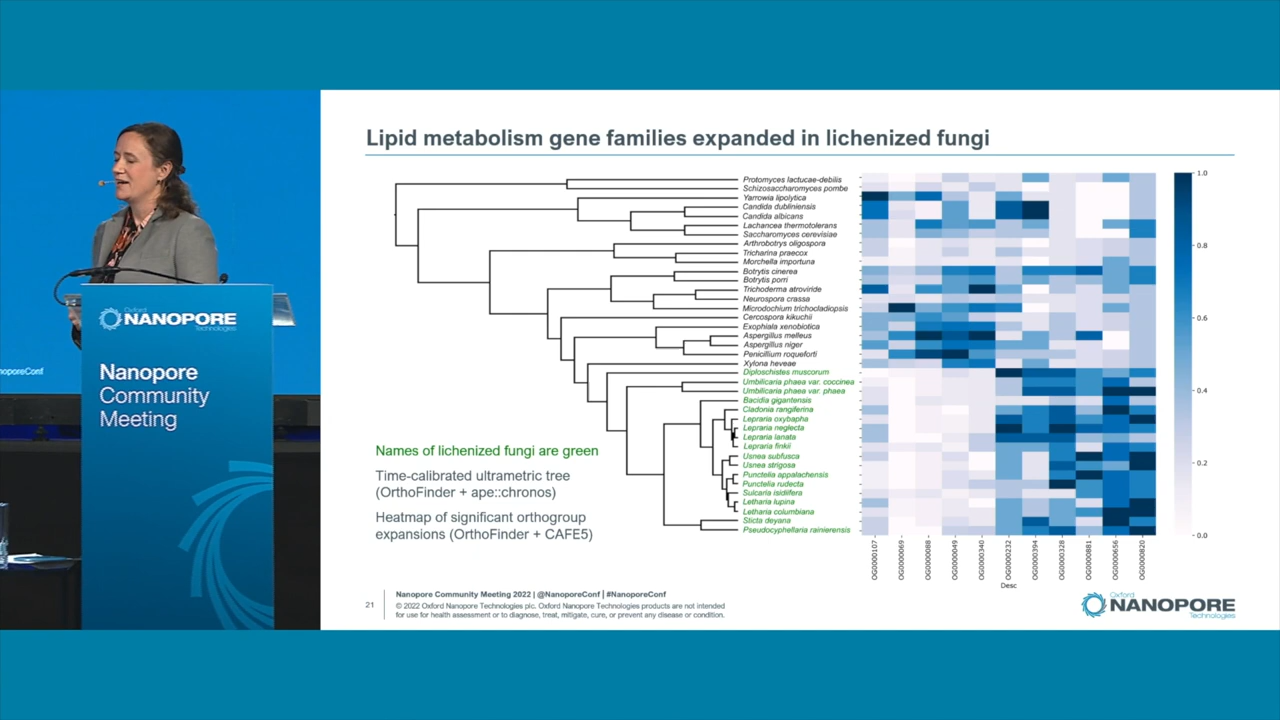 Oxford
NANOPORE
Technologies
Nanopore
Community
Meeting
noporeConf
Lipid metabolism gene families expanded in lichenized fungi
Protomyces lactucae-debilis
Schizosaccharomyces pombe
Yarrowia lipolytica
Candida dubliniensis
Candida albicans
Lachancea thermotolerans
Saccharomyces cerevisiae
Arthrobotrys oligospora
Tricharina praecox
Morchella importuna
Botrytis cinerea
Botrytis porri
Trichoderma atroviride
Neurospora crassa
Microdochium trichocladiopsis
Cercospora kikuchii
Exophiala xenobiotica
Aspergillus melleus
Aspergillus niger
Penicillium roqueforti
Xylona heveae
Diploschistes muscorum
Umbilicaria phaea var. coccinea
Umbilicaria phaea var. phaea
Bacidia gigantensis
Cladonia rangiferina
Lepraria oxybapha
Lepraria neglecta
Lepraria lanata
Lepraria finkii
Usnea subfusca
Usnea strigosa
Punctelia appalachensis
Punctelia rudecta
Sulcaria isidiifera
Letharia lupina
Letharia columbiana
Sticta deyana
Pseudocyphellaria rainierensis
1.0
0.8
0.6
0.4
0.2
0.0
OG0000107
OG0000069
OG0000088
OG0000049
OG0000340
OG0000232
OG0000394
OG0000328
OG0000881
OG0000656
OG0000820
Desc
Names of lichenized fungi are green
Time-calibrated ultrametric tree
(OrthoFinder + ape::chronos)
Heatmap of significant orthogroup
expansions (OrthoFinder + CAFE5)
21
Nanopore Community Meeting 2022 | @NanoporeConf | #NanoporeConf
© 2022 Oxford Nanopore Technologies plc. Oxford Nanopore Technologies products are not intended
for use for health assessment or to diagnose, treat, mitigate, cure, or prevent any disease or condition.
Oxford
NANOPORE
Technologies